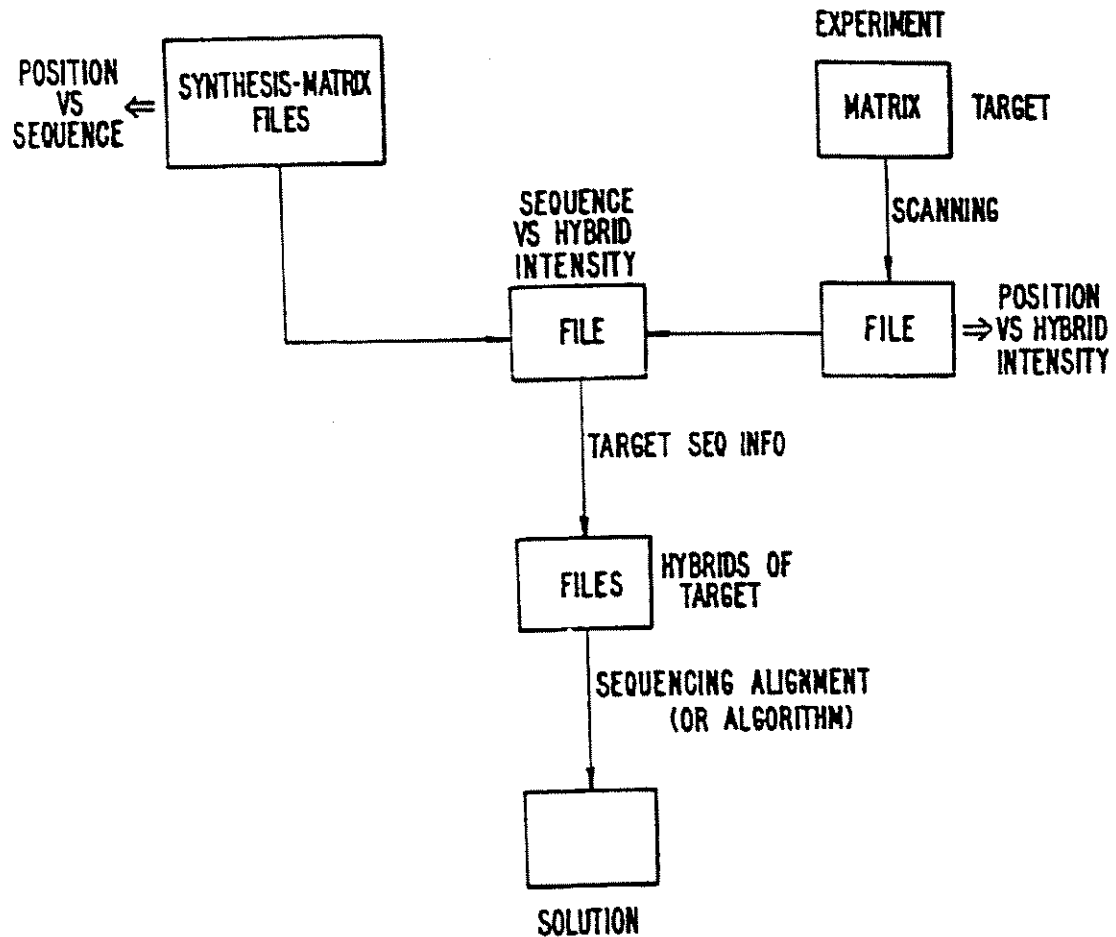 EXPERIMENT
POSITION
VS
SEQUENCE
⇐
SYNTHESIS-MATRIX
FILES
MATRIX
TARGET
SCANNING
SEQUENCE
VS HYBRID
INTENSITY
FILE
FILE
⇒
POSITION
VS HYBRID
INTENSITY
TARGET SEQ INFO
FILES
HYBRIDS OF
TARGET
SEQUENCING ALIGNMENT
(OR ALGORITHM)
SOLUTION